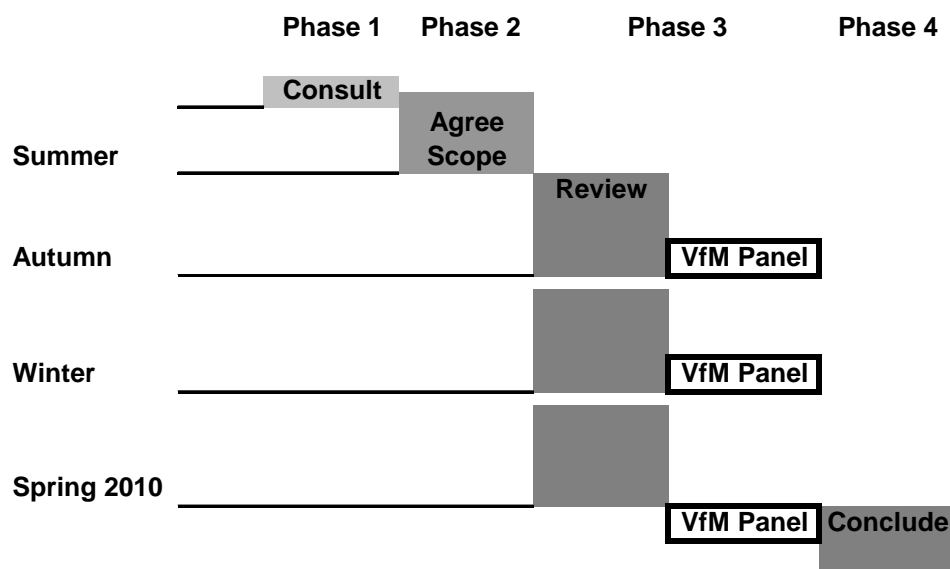 Phase 1 Phase 2 Phase 3 Phase 4
Consult
Agree
Summer Scope
Review
Autumn VfM Panel
Winter VfM Panel
Spring 2010
VfM Panel Conclude